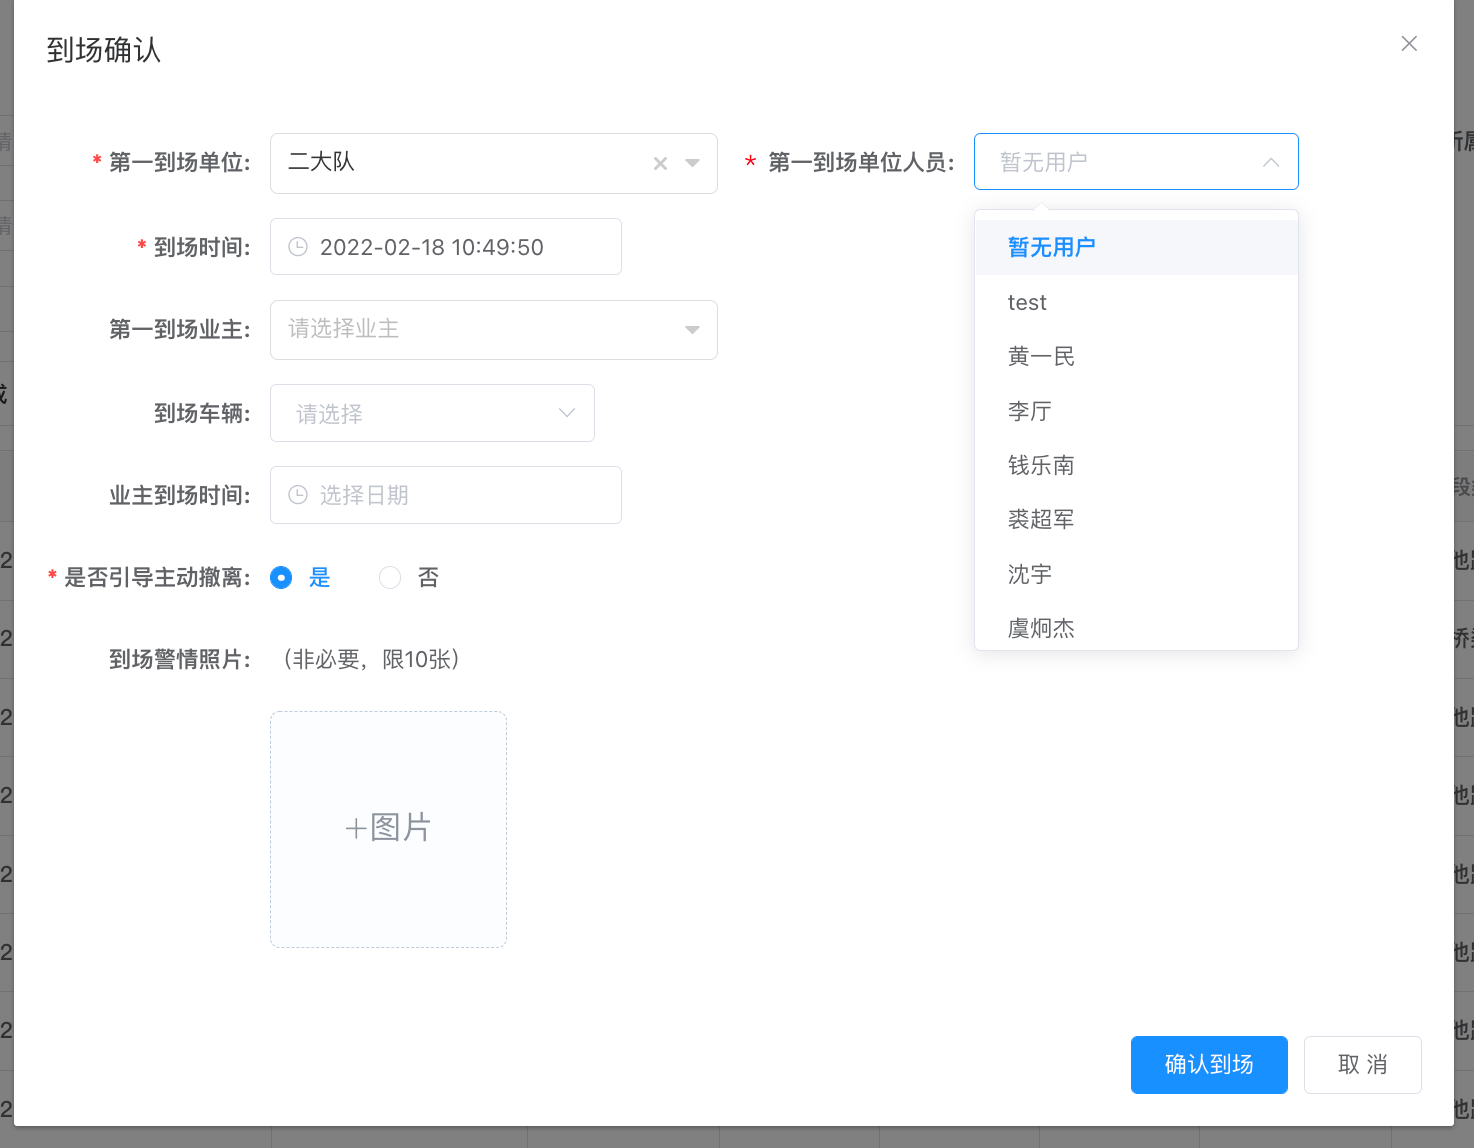 到场确认
* 第一到场单位: 二大队
* 第一到场单位人员: 暂无用户
* 到场时间: 2022-02-18 10:49:50
暂无用户
test
黄一民
李厅
钱乐南
裘超军
沈宇
虞炯杰
第一到场业主: 请选择业主
到场车辆: 请选择
业主到场时间: 选择日期
* 是否引导主动撤离: 是 否
到场警情照片: （非必要，限10张）
+图片
确认到场
取 消